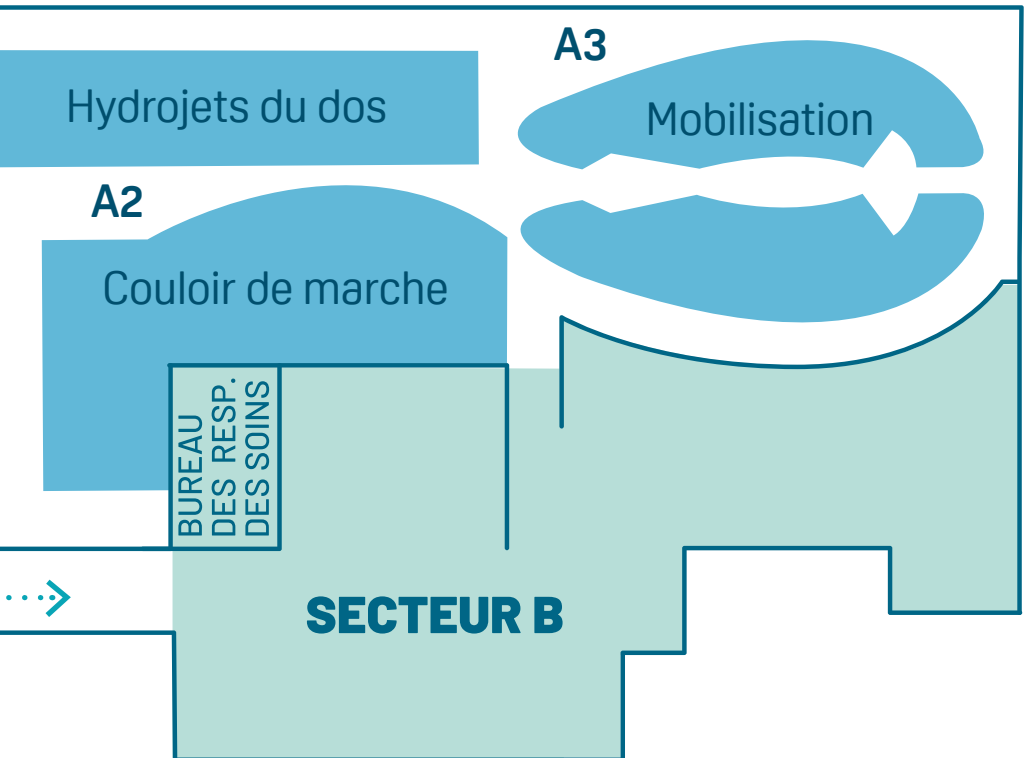 A3
Hydrojets du dos
Mobilisation
A2
Couloir de marche
BUREAU
DES RESP.
DES SOINS
SECTEUR B